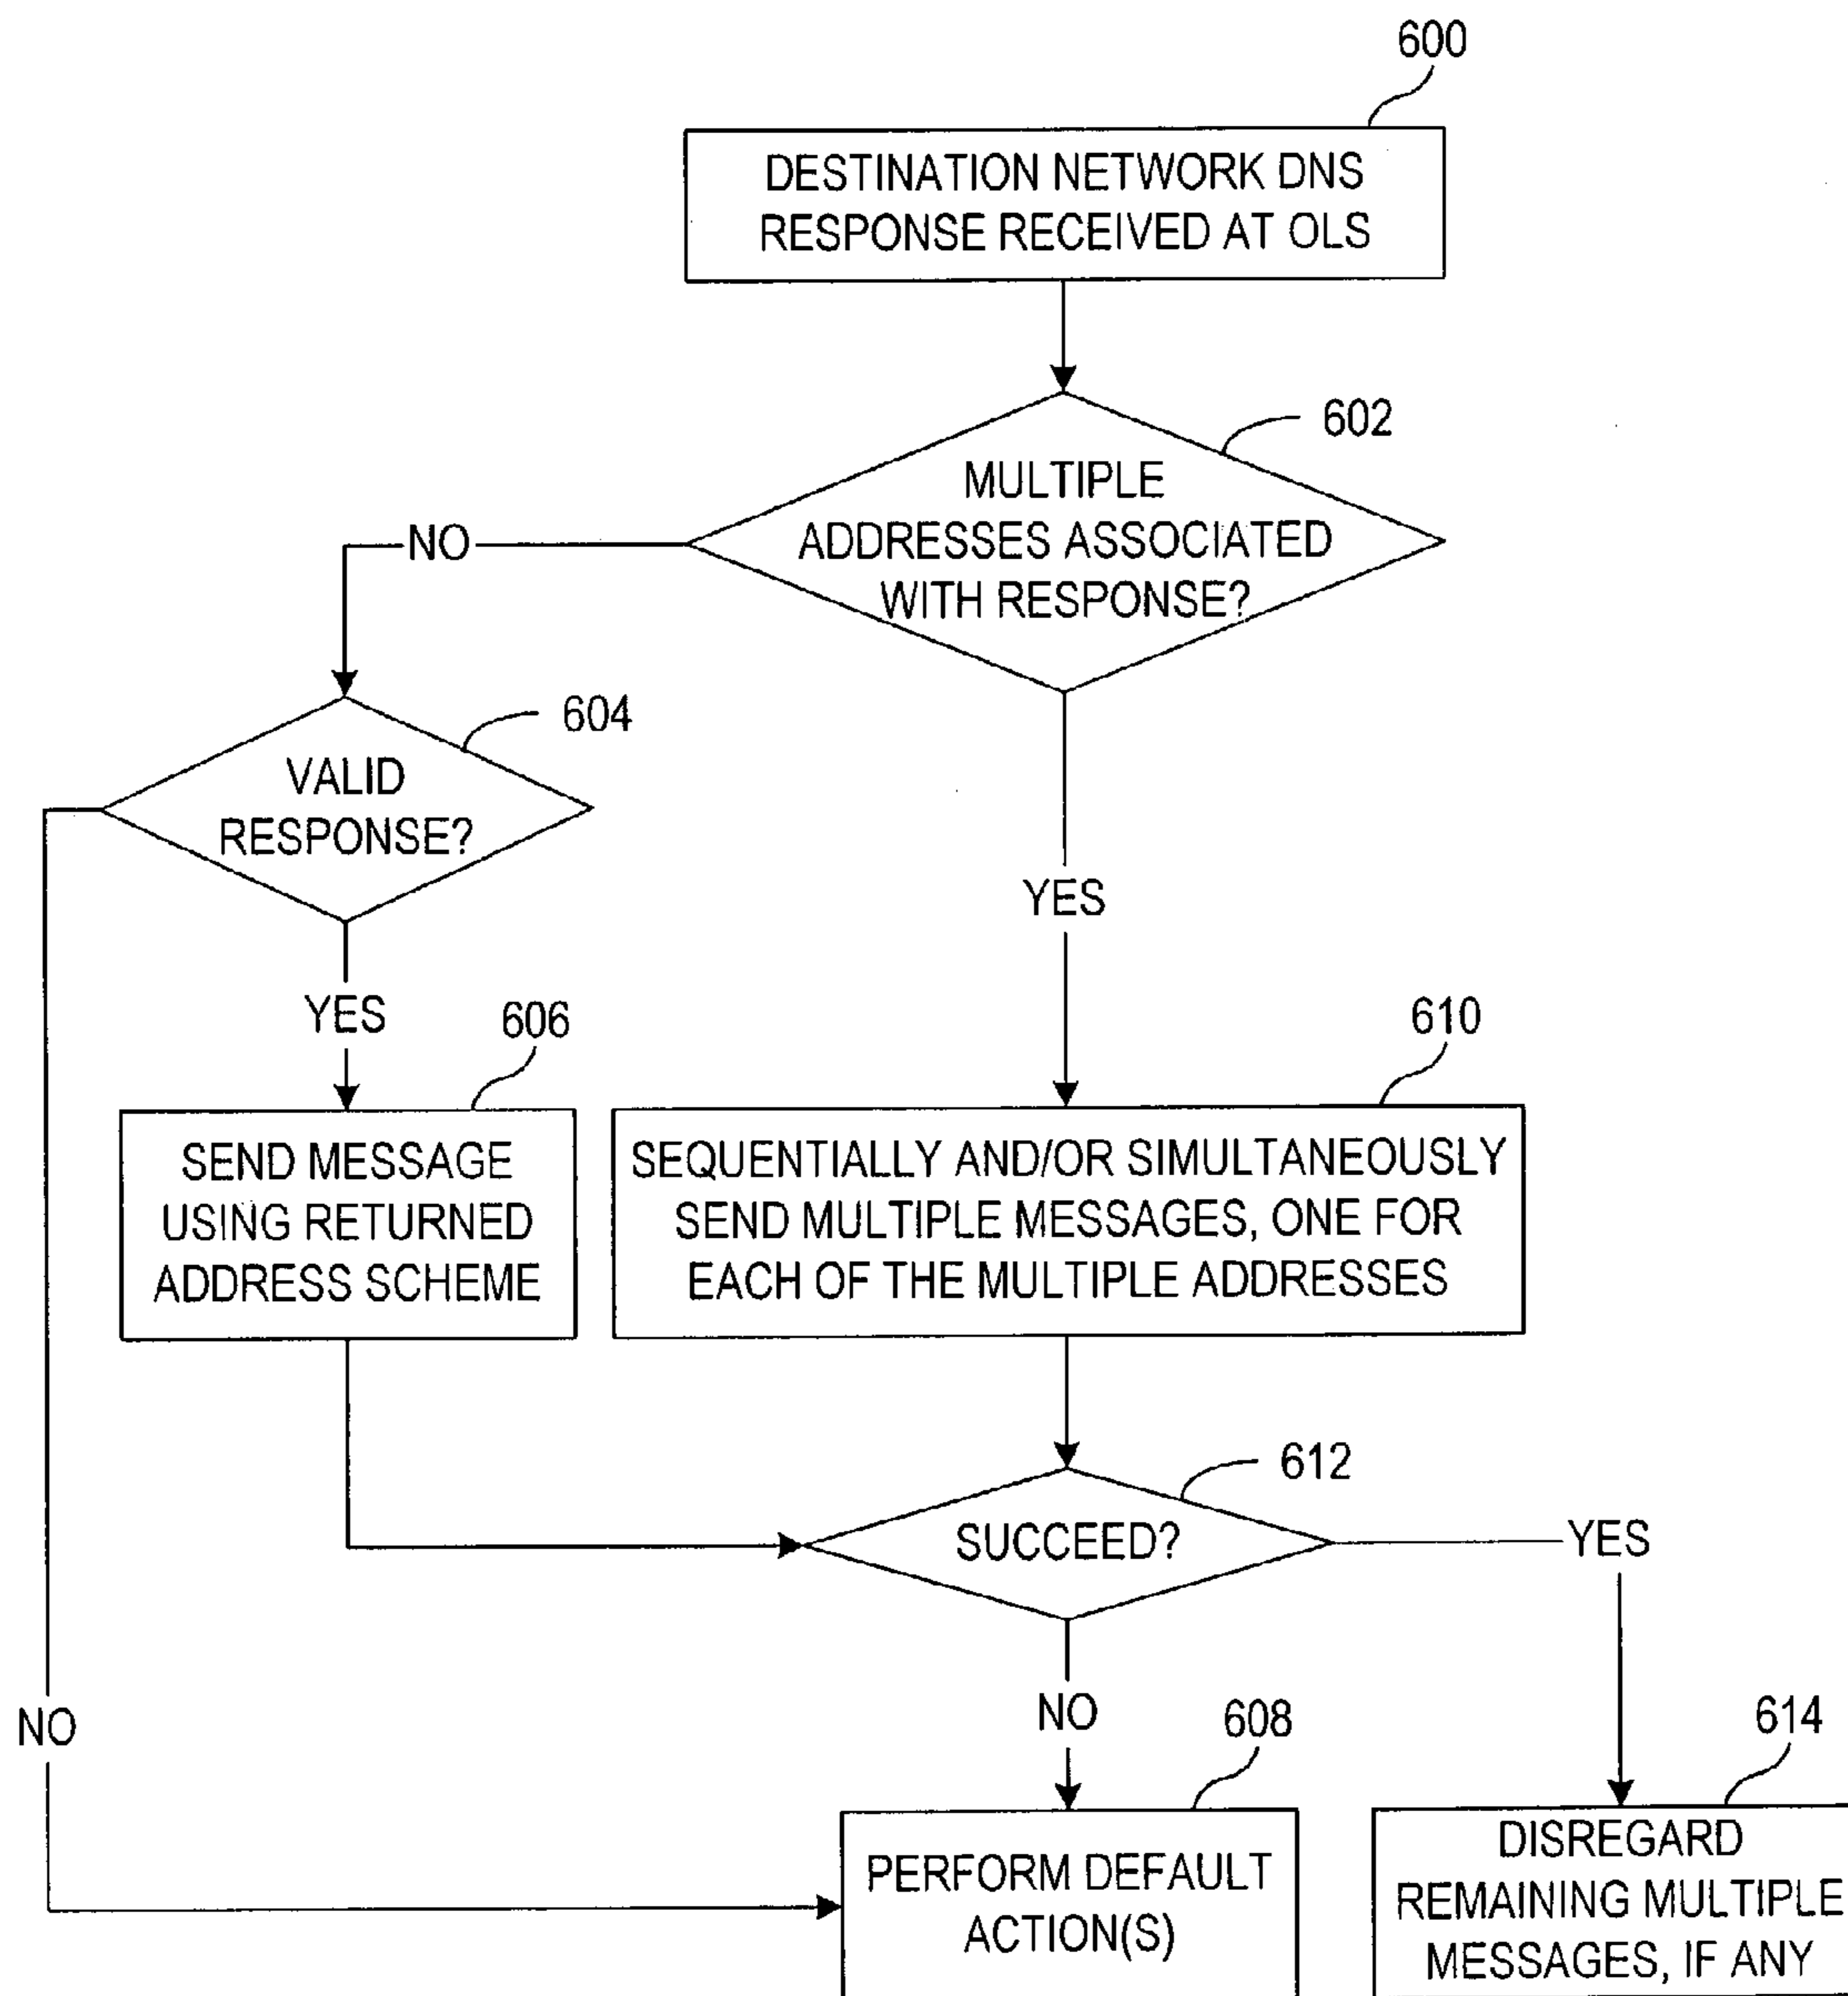 600
DESTINATION NETWORK DNS
RESPONSE RECEIVED AT OLS
602
MULTIPLE
ADDRESSES ASSOCIATED
WITH RESPONSE?
NO
604
VALID
RESPONSE?
YES
YES
606
610
SEND MESSAGE
USING RETURNED
ADDRESS SCHEME
SEQUENTIALLY AND/OR SIMULTANEOUSLY
SEND MULTIPLE MESSAGES, ONE FOR
EACH OF THE MULTIPLE ADDRESSES
612
SUCCEED?
YES
NO
NO
608
614
PERFORM DEFAULT
ACTION(S)
DISREGARD
REMAINING MULTIPLE
MESSAGES, IF ANY